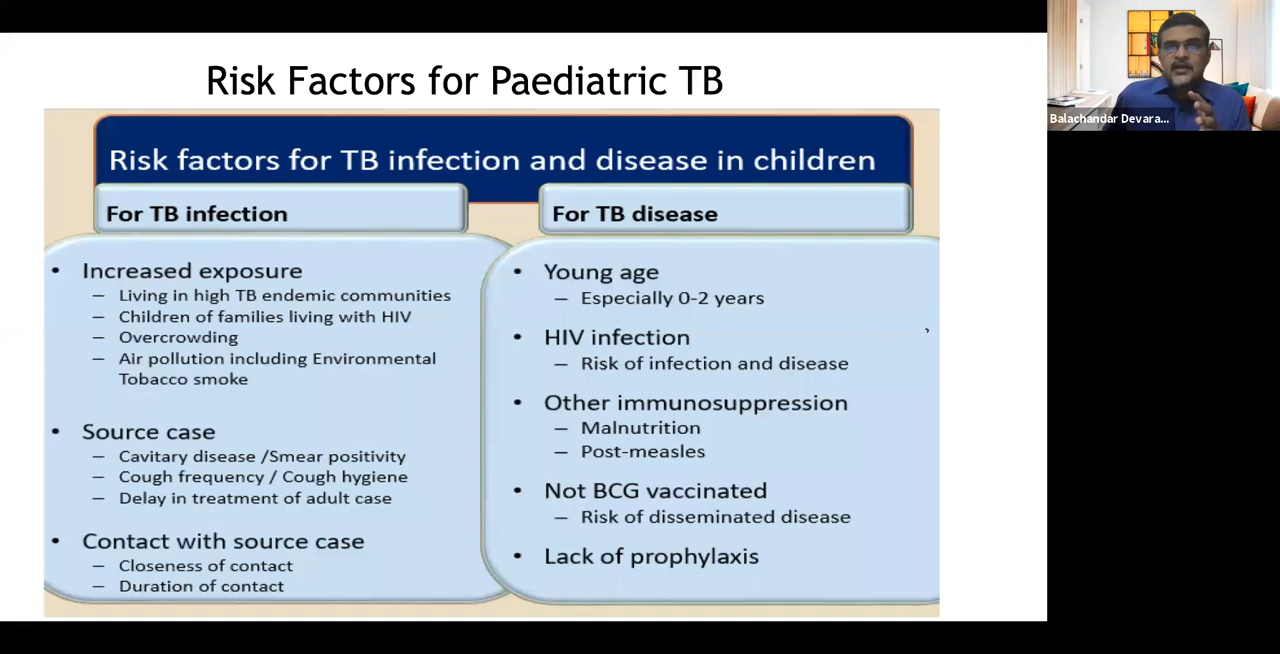 Risk Factors for Paediatric TB
Risk factors for TB infection and disease in children
For TB infection
• Increased exposure
– Living in high TB endemic communities
– Children of families living with HIV
– Overcrowding
– Air pollution including Environmental
Tobacco smoke
• Source case
– Cavitary disease /Smear positivity
– Cough frequency / Cough hygiene
– Delay in treatment of adult case
• Contact with source case
– Closeness of contact
– Duration of contact
For TB disease
• Young age
– Especially 0-2 years
• HIV infection
– Risk of infection and disease
• Other immunosuppression
– Malnutrition
– Post-measles
• Not BCG vaccinated
– Risk of disseminated disease
• Lack of prophylaxis
Balachandar Devara...